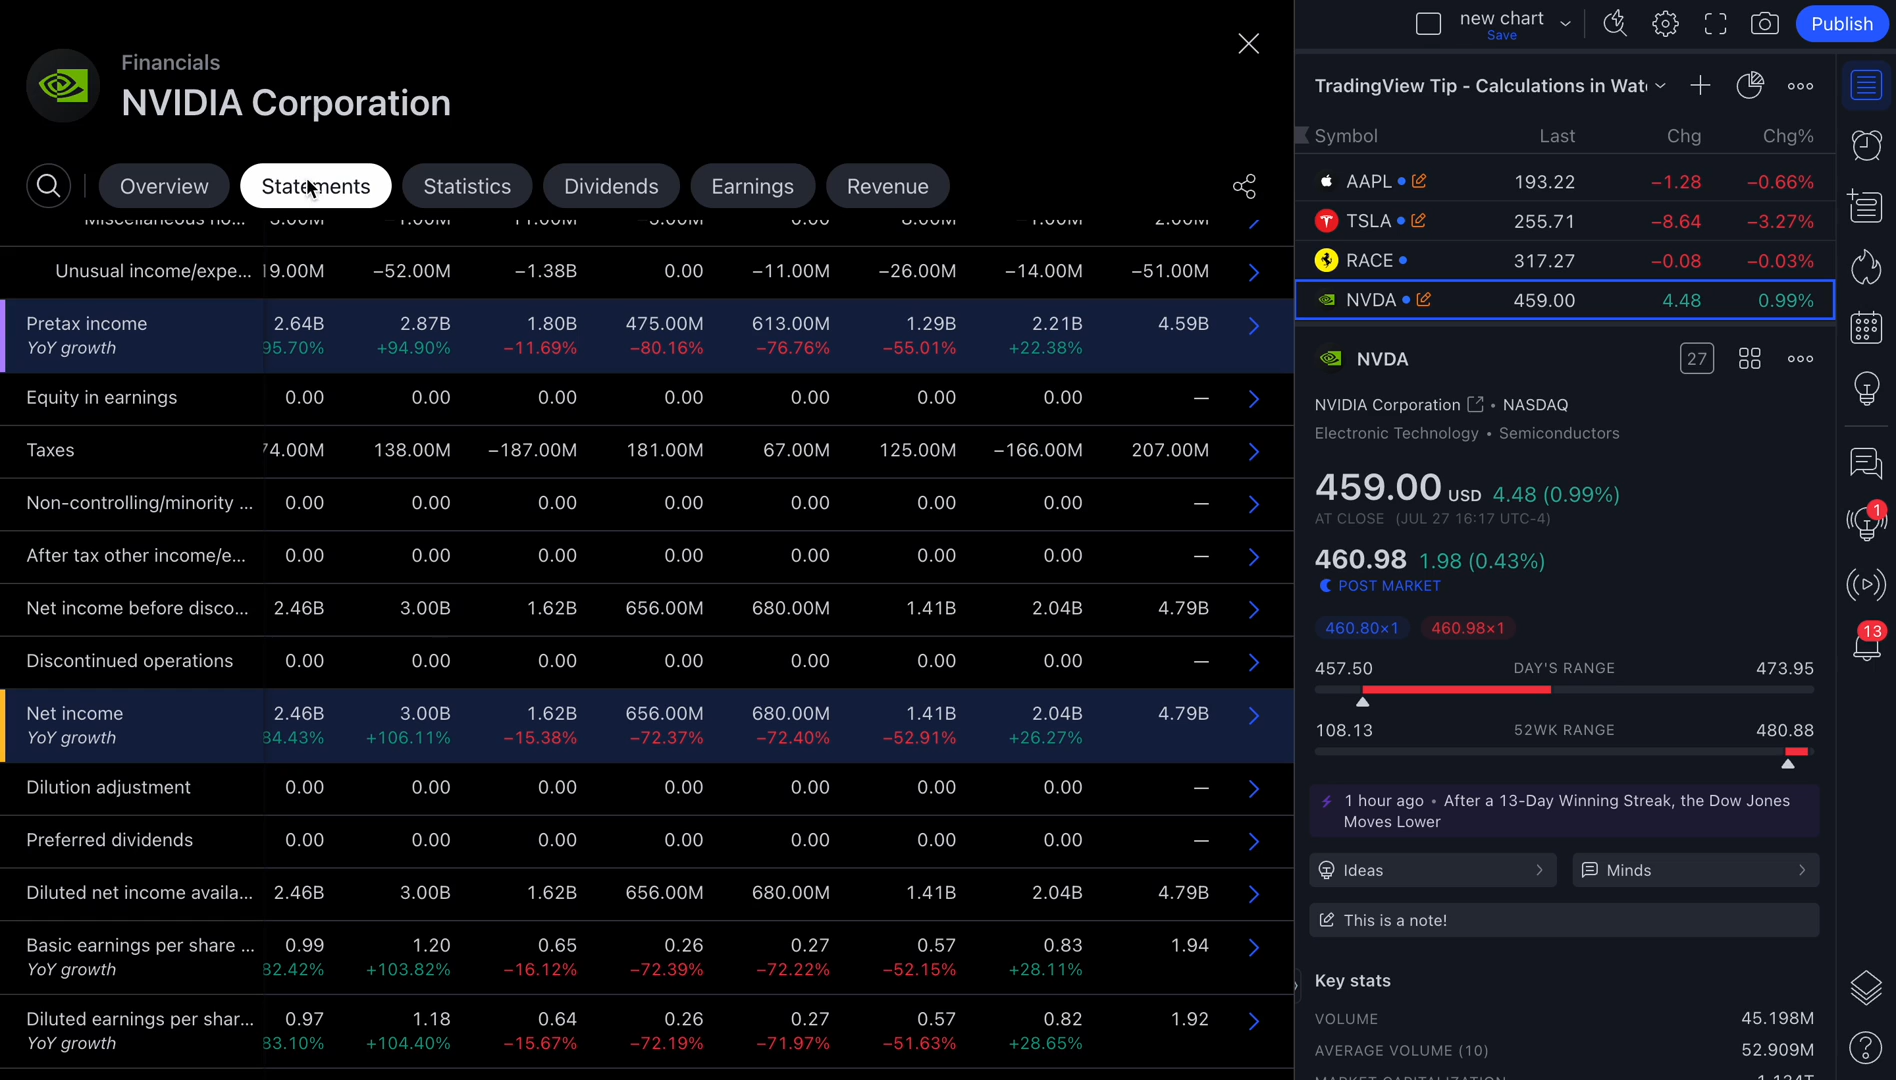 Financials
NVIDIA Corporation
Overview Statements Statistics Dividends Earnings Revenue
Unusual income/expe... 19.00M −52.00M −1.38B 0.00 −11.00M −26.00M −14.00M −51.00M
Pretax income 2.64B 2.87B 1.80B 475.00M 613.00M 1.29B 2.21B 4.59B
YoY growth 95.70% +94.90% −11.69% −80.16% −76.76% −55.01% +22.38%
Equity in earnings 0.00 0.00 0.00 0.00 0.00 0.00 0.00 —
Taxes 74.00M 138.00M −187.00M 181.00M 67.00M 125.00M −166.00M 207.00M
Non-controlling/minority ... 0.00 0.00 0.00 0.00 0.00 0.00 0.00 —
After tax other income/e... 0.00 0.00 0.00 0.00 0.00 0.00 0.00 —
Net income before disco... 2.46B 3.00B 1.62B 656.00M 680.00M 1.41B 2.04B 4.79B
Discontinued operations 0.00 0.00 0.00 0.00 0.00 0.00 0.00 —
Net income 2.46B 3.00B 1.62B 656.00M 680.00M 1.41B 2.04B 4.79B
YoY growth 84.43% +106.11% −15.38% −72.37% −72.40% −52.91% +26.27%
Dilution adjustment 0.00 0.00 0.00 0.00 0.00 0.00 0.00 —
Preferred dividends 0.00 0.00 0.00 0.00 0.00 0.00 0.00 —
Diluted net income availa... 2.46B 3.00B 1.62B 656.00M 680.00M 1.41B 2.04B 4.79B
Basic earnings per share ... 0.99 1.20 0.65 0.26 0.27 0.57 0.83 1.94
YoY growth 82.42% +103.82% −16.12% −72.39% −72.22% −52.15% +28.11%
Diluted earnings per shar... 0.97 1.18 0.64 0.26 0.27 0.57 0.82 1.92
YoY growth 83.10% +104.40% −15.67% −72.19% −71.97% −51.63% +28.65%
new chart
Save
Publish
TradingView Tip - Calculations in Wat
Symbol Last Chg Chg%
AAPL 193.22 −1.28 −0.66%
TSLA 255.71 −8.64 −3.27%
RACE 317.27 −0.08 −0.03%
NVDA 459.00 4.48 0.99%
NVDA 27
NVIDIA Corporation • NASDAQ
Electronic Technology • Semiconductors
459.00 USD 4.48 (0.99%)
AT CLOSE (JUL 27 16:17 UTC-4)
460.98 1.98 (0.43%)
POST MARKET
460.80×1 460.98×1
457.50 DAY'S RANGE 473.95
108.13 52WK RANGE 480.88
1 hour ago • After a 13-Day Winning Streak, the Dow Jones
Moves Lower
Ideas Minds
This is a note!
Key stats
VOLUME 45.198M
AVERAGE VOLUME (10) 52.909M
1
13